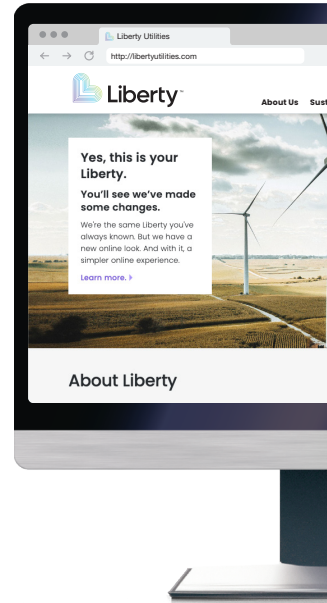 Liberty Utilities
http://libertyutilities.com
Liberty™
About Us
Yes, this is your
Liberty.
You'll see we've made
some changes.
We're the same Liberty you've
always known. But we have a
new online look. And with it, a
simpler online experience.
Learn more.
About Liberty